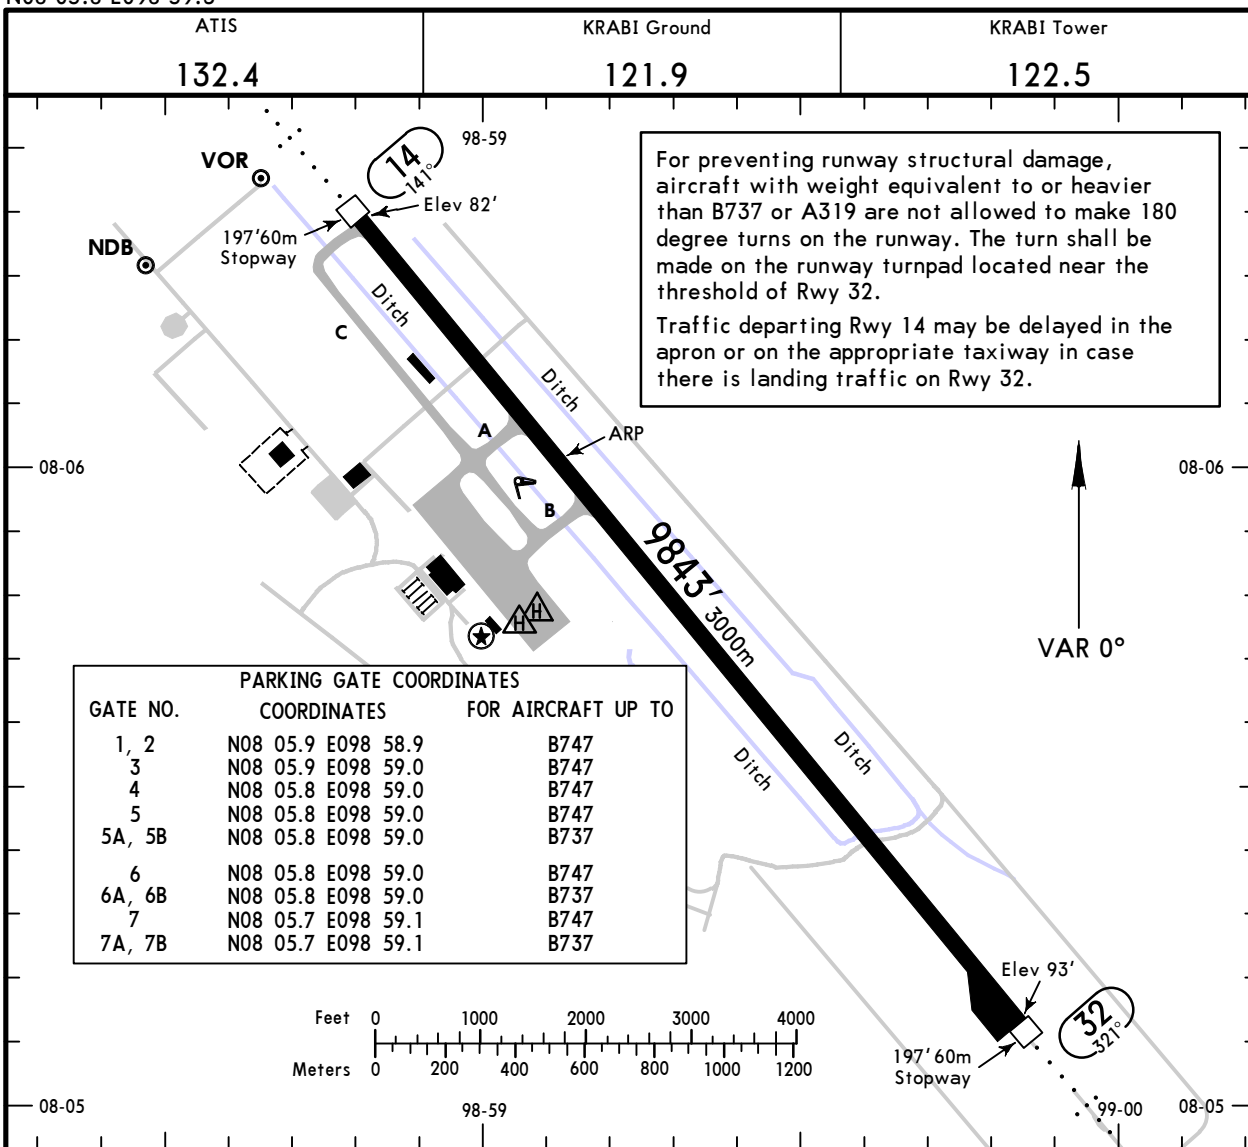 ATIS
132.4
KRABI Ground
121.9
KRABI Tower
122.5
98-59
VOR
14
141°
Elev 82'
NDB
197'60m
Stopway
Ditch
C
For preventing runway structural damage,
aircraft with weight equivalent to or heavier
than B737 or A319 are not allowed to make 180
degree turns on the runway. The turn shall be
made on the runway turnpad located near the
threshold of Rwy 32.
Traffic departing Rwy 14 may be delayed in the
apron or on the appropriate taxiway in case
there is landing traffic on Rwy 32.
Ditch
A
ARP
08-06
08-06
B
9843' 3000m
H
H
VAR 0°
PARKING GATE COORDINATES
GATE NO. COORDINATES FOR AIRCRAFT UP TO
1, 2 N08 05.9 E098 58.9 B747
3 N08 05.9 E098 59.0 B747
4 N08 05.8 E098 59.0 B747
5 N08 05.8 E098 59.0 B747
5A, 5B N08 05.8 E098 59.0 B737
6 N08 05.8 E098 59.0 B747
6A, 6B N08 05.8 E098 59.0 B737
7 N08 05.7 E098 59.1 B747
7A, 7B N08 05.7 E098 59.1 B737
Ditch
Ditch
Elev 93'
32
321°
197'60m
Stopway
Feet 0 1000 2000 3000 4000
Meters 0 200 400 600 800 1000 1200
08-05
98-59
99-00
08-05